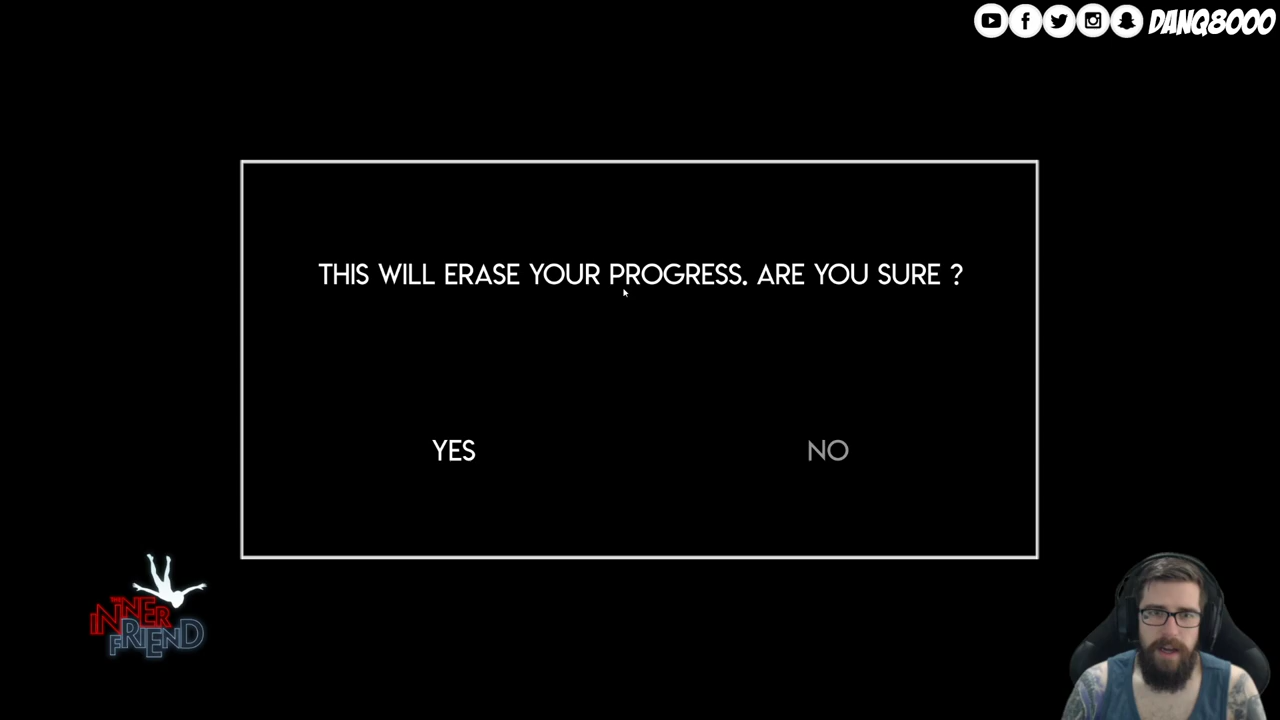 DANQ8000
THIS WILL ERASE YOUR PROGRESS. ARE YOU SURE ?
YES
NO
THE
INNER
FRIEND